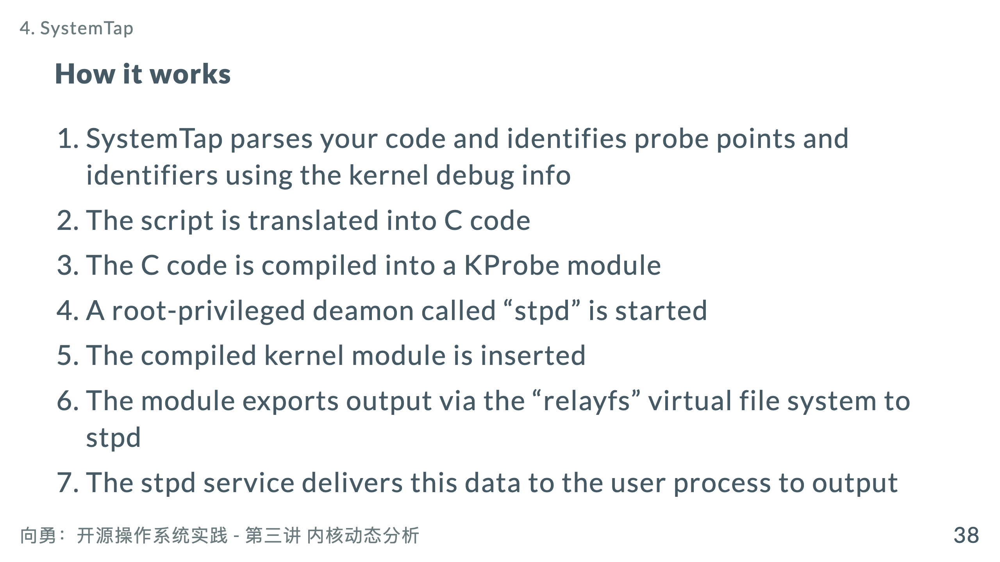 4. SystemTap
How it works
1. SystemTap parses your code and identifies probe points and
identifiers using the kernel debug info
2. The script is translated into C code
3. The C code is compiled into a KProbe module
4. A root-privileged deamon called “stpd” is started
5. The compiled kernel module is inserted
6. The module exports output via the “relayfs” virtual file system to
stpd
7. The stpd service delivers this data to the user process to output
向勇：开源操作系统实践 - 第三讲 内核动态分析
38